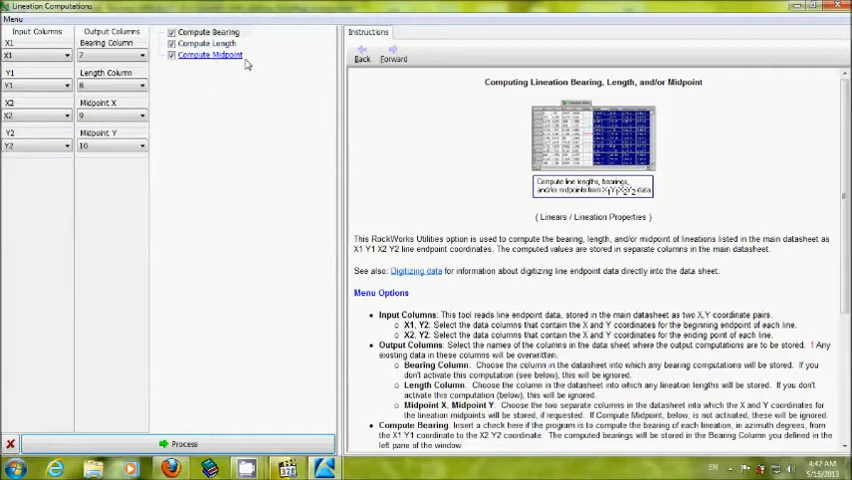 Lineation Computations
Menu
Input Columns
Output Columns
X1
Bearing Column
X1
7
Y1
Length Column
Y1
8
X2
Midpoint X
X2
9
Y2
Midpoint Y
Y2
10
Compute Bearing
Compute Length
Compute Midpoint
Process
Instructions
Back
Forward
Computing Lineation Bearing, Length, and/or Midpoint
Compute line lengths, bearings,
and/or midpoints from X1Y1X2Y2 data
( Linears / Lineation Properties )
This RockWorks Utilities option is used to compute the bearing, length, and/or midpoint of lineations listed in the main datasheet as
X1 Y1 X2 Y2 line endpoint coordinates. The computed values are stored in separate columns in the main datasheet.
See also: Digitizing data for information about digitizing line endpoint data directly into the data sheet.
Menu Options
• Input Columns: This tool reads line endpoint data, stored in the main datasheet as two X,Y coordinate pairs.
○ X1, Y2: Select the data columns that contain the X and Y coordinates for the beginning endpoint of each line.
○ X2, Y2: Select the data columns that contain the X and Y coordinates for the ending point of each line.
• Output Columns: Select the names of the columns in the data sheet where the output computations are to be stored. ! Any
existing data in these columns will be overwritten.
○ Bearing Column: Choose the column in the datasheet into which any bearing computations will be stored. If you
don't activate this computation (see below), this will be ignored.
○ Length Column: Choose the column in the datasheet into which any lineation lengths will be stored. If you don't
activate this computation (below), this will be ignored.
○ Midpoint X, Midpoint Y: Choose the two separate columns in the datasheet into which the X and Y coordinates for
the lineation midpoints will be stored, if requested. If Compute Midpoint, below, is not activated, these will be ignored.
• Compute Bearing: Insert a check here if the program is to compute the bearing of each lineation, in azimuth degrees, from
the X1 Y1 coordinate to the X2 Y2 coordinate. The computed bearings will be stored in the Bearing Column you defined in the
left pane of the window.
EN
4:42 AM
5/15/2013